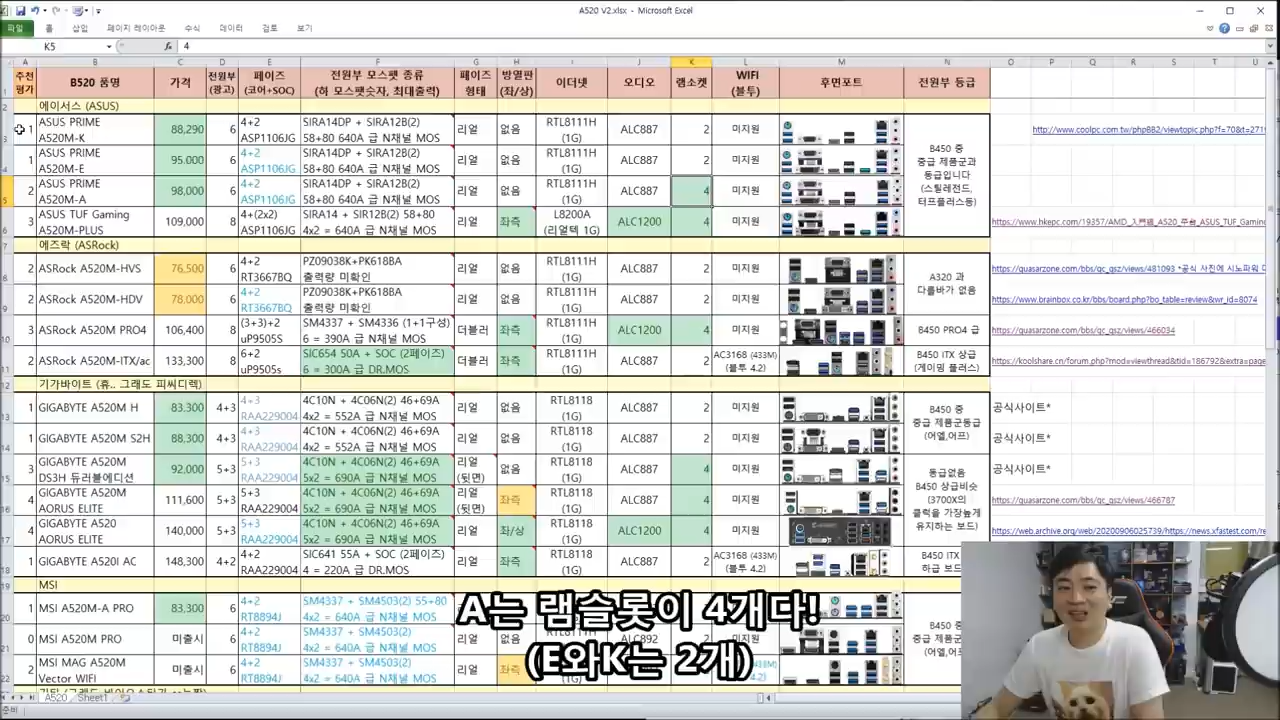 A520 V2.xlsx - Microsoft Excel
파일 홈 삽입 페이지 레이아웃 수식 데이터 검토 보기
K5 fx 4
A B C D E F G H I J K L M N O P Q R S T U
추천 평가 B520 품명 가격 전원부 (광고) 페이즈 (코어+SOC) 전원부 모스펫 종류 (하 모스펫숫자, 최대출력) 페이즈 형태 방열판 (좌/상) 이더넷 오디오 램소켓 WIFI (블투) 후면포트 전원부 등급
에이서스 (ASUS)
1 ASUS PRIME A520M-K 88,290 6 4+2 ASP1106JG SIRA14DP + SIRA12B(2) 58+80 640A 급 N채널 MOS 리얼 없음 RTL8111H (1G) ALC887 2 미지원
1 ASUS PRIME A520M-E 95,000 6 4+2 ASP1106JG SIRA14DP + SIRA12B(2) 58+80 640A 급 N채널 MOS 리얼 없음 RTL8111H (1G) ALC887 2 미지원
2 ASUS PRIME A520M-A 98,000 6 4+2 ASP1106JG SIRA14DP + SIRA12B(2) 58+80 640A 급 N채널 MOS 리얼 없음 RTL8111H (1G) ALC887 4 미지원
3 ASUS TUF Gaming A520M-PLUS 109,000 8 4+(2x2) ASP1106JG SIRA14 + SIR12B(2) 58+80 4x2 = 640A 급 N채널 MOS 리얼 좌측 L8200A (리얼텍 1G) ALC1200 4 미지원
B450 중 중급 제품군과 동급입니다 (스틸레전드, 터프플러스등)
에즈락 (ASRock)
2 ASRock A520M-HVS 76,500 6 4+2 RT3667BQ PZ09038K+PK618BA 출력량 미확인 리얼 없음 RTL8111H (1G) ALC887 2 미지원
2 ASRock A520M-HDV 78,000 6 4+2 RT3667BQ PZ09038K+PK618BA 출력량 미확인 리얼 없음 RTL8111H (1G) ALC887 2 미지원
A320 과 다를바가 없음
3 ASRock A520M PRO4 106,400 8 (3+3)+2 uP9505S SM4337 + SM4336 (1+1구성) 6 = 390A 급 N채널 MOS 더블러 좌측 RTL8111H (1G) ALC1200 4 미지원 B450 PRO4 급
2 ASRock A520M-ITX/ac 133,300 8 6+2 uP9505s SIC654 50A + SOC (2페이즈) 6 = 300A 급 DR.MOS 더블러 좌측 RTL8111H (1G) ALC887 2 AC3168 (433M) (블투 4.2) B450 ITX 상급 (게이밍 플러스)
기가바이트 (휴.. 그래도 피씨디렉)
1 GIGABYTE A520M H 83,300 4+3 4+3 RAA229004 4C10N + 4C06N(2) 46+69A 4x2 = 552A 급 N채널 MOS 리얼 없음 RTL8118 (1G) ALC887 2 미지원 공식사이트*
1 GIGABYTE A520M S2H 88,300 4+3 4+3 RAA229004 4C10N + 4C06N(2) 46+69A 4x2 = 552A 급 N채널 MOS 리얼 없음 RTL8118 (1G) ALC887 2 미지원 공식사이트*
B450 중 중급 제품군동급 (어엘,어프)
3 GIGABYTE A520M DS3H 듀러블에디션 92,000 5+3 5+3 RAA229004 4C10N + 4C06N(2) 46+69A 5x2 = 690A 급 N채널 MOS 리얼 (뒷면) 없음 RTL8118 (1G) ALC887 4 미지원 공식사이트*
4 GIGABYTE A520M AORUS ELITE 111,600 5+3 5+3 RAA229004 4C10N + 4C06N(2) 46+69A 5x2 = 690A 급 N채널 MOS 리얼 (뒷면) 좌측 RTL8118 (1G) ALC887 4 미지원 https://quasarzone.com/bbs/qc_qsz/views/466787
4 GIGABYTE A520 AORUS ELITE 140,000 5+3 5+3 RAA229004 4C10N + 4C06N(2) 46+69A 5x2 = 690A 급 N채널 MOS 리얼 좌/상 RTL8118 (1G) ALC1200 4 미지원
동급없음 B450 상급비슷 (3700X의 클럭을 가장높게 유지하는 보드)
1 GIGABYTE A520I AC 148,300 4+2 4+2 RAA229004 SIC641 55A + SOC (2페이즈) 4 = 220A 급 DR.MOS 리얼 좌측 RTL8118 (1G) ALC887 2 AC3168 (433M) (블투 4.2) B450 ITX 하급 보드
MSI
1 MSI A520M-A PRO 83,300 6 4+2 RT8894J SM4337 + SM4503(2) 55+80 4x2 = 640A 급 N채널 MOS
0 MSI A520M PRO 미출시 6 4+2 RT8894J SM4337 + SM4503(2) 4x2 = 640A 급 N채널 MOS 리얼 없음 ALC892
2 MSI MAG A520M Vector WIFI 미출시 6 4+2 RT8894J SM4337 + SM4503(2) 4x2 = 640A 급 N채널 MOS 리얼 좌측
A는 램슬롯이 4개다!
(E와K는 2개)
A520 Sheet1
준비